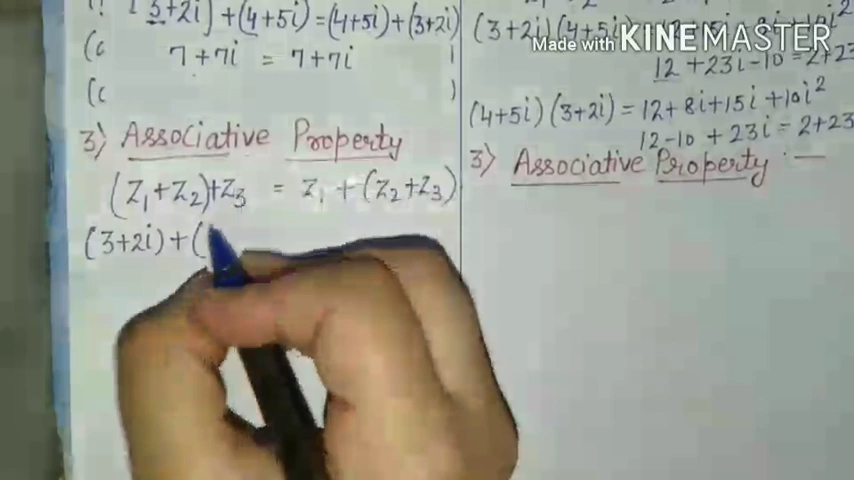 3+2i)+(4+5i)=(4+5i)+(3+2i)
7+7i = 7+7i
3) Associative Property
(z₁+z₂)+z₃ = z₁+(z₂+z₃)
(3+2i)+(
(3+2i)(4+5i)
Made with KINEMASTER
12+23i-10=2+23
(4+5i)(3+2i)=12+8i+15i+10i²
12-10+23i=2+23
3) Associative Property:—